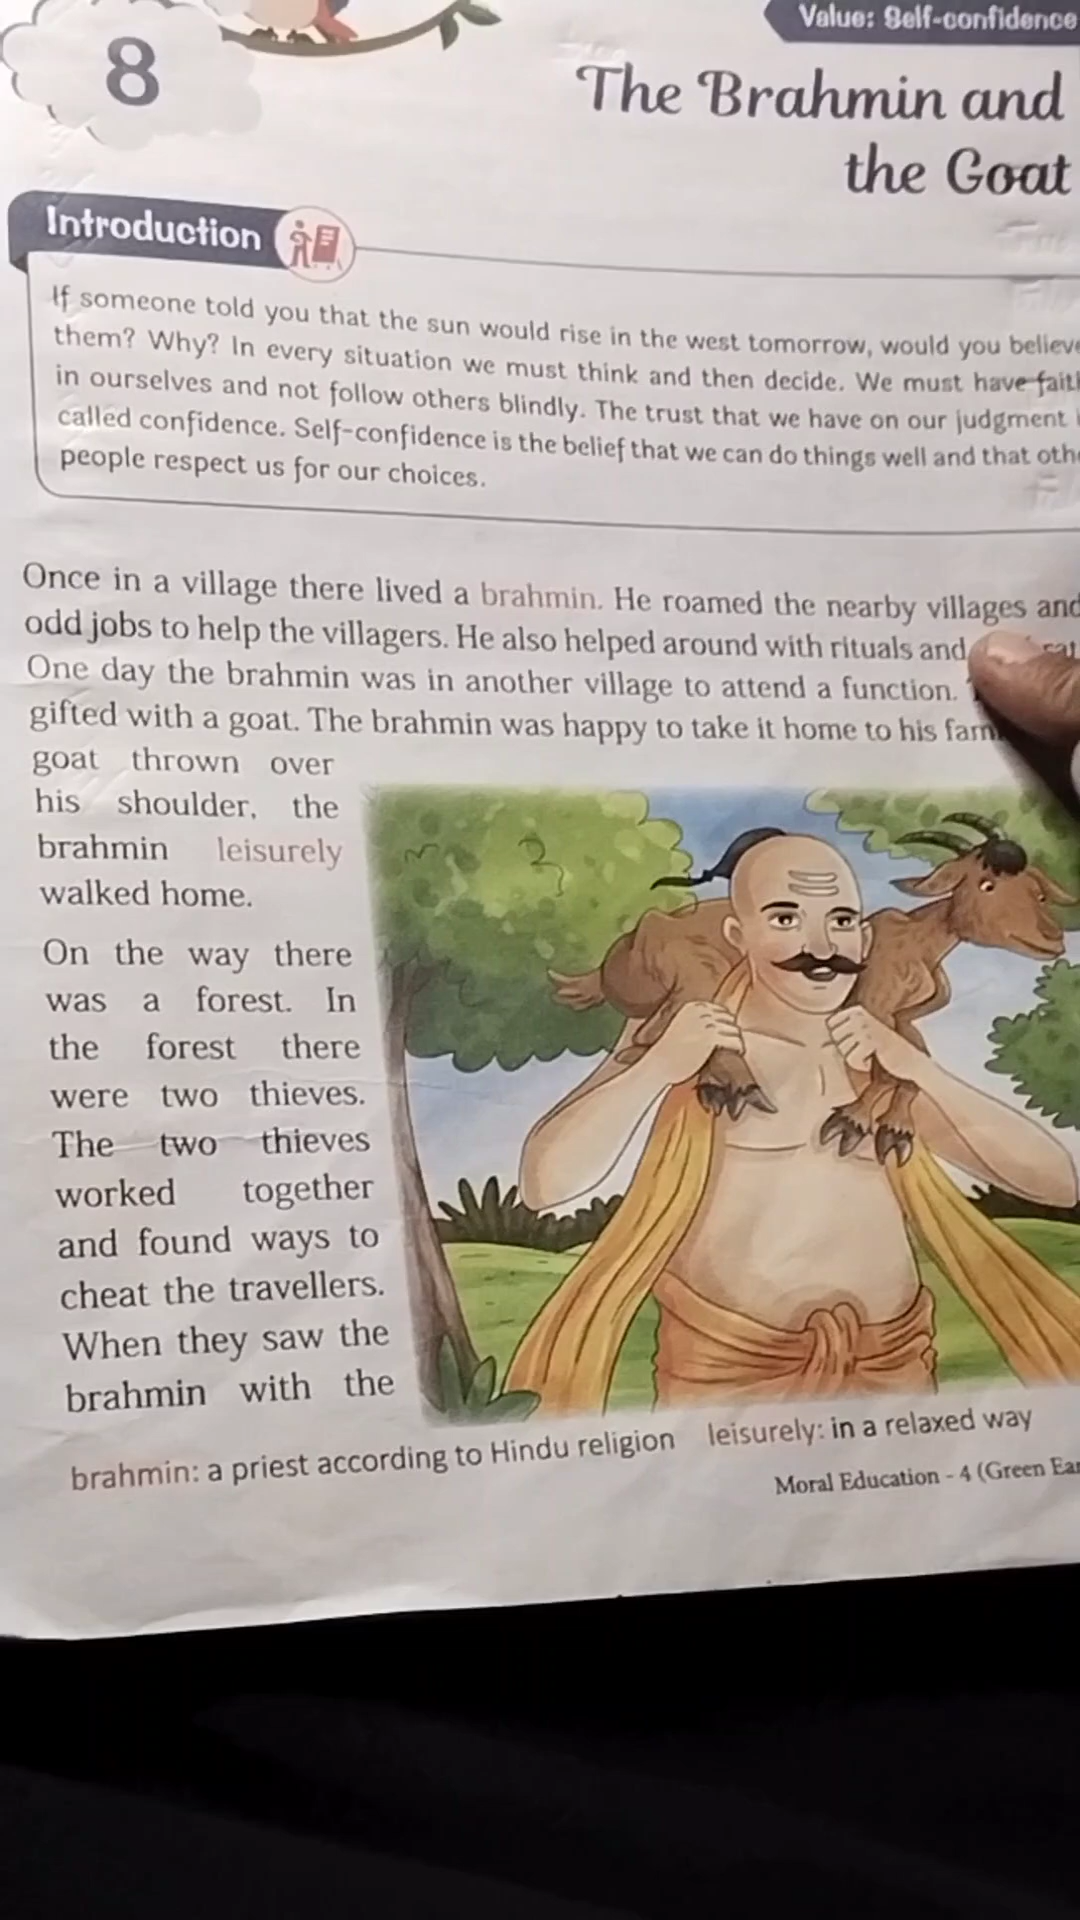 Value: Self-confidence
8
The Brahmin and
the Goat
Introduction
If someone told you that the sun would rise in the west tomorrow, would you believe
them? Why? In every situation we must think and then decide. We must have faith
in ourselves and not follow others blindly. The trust that we have on our judgment
called confidence. Self-confidence is the belief that we can do things well and that
people respect us for our choices.
Once in a village there lived a brahmin. He roamed the nearby villages and
odd jobs to help the villagers. He also helped around with rituals and
One day the brahmin was in another village to attend a function.
gifted with a goat. The brahmin was happy to take it home to his
goat thrown over
his shoulder, the
brahmin leisurely
walked home.
On the way there
was a forest. In
the forest there
were two thieves.
The two thieves
worked together
and found ways to
cheat the travellers.
When they saw the
brahmin with the
brahmin: a priest according to Hindu religion leisurely: in a relaxed way
Moral Education - 4 (Green